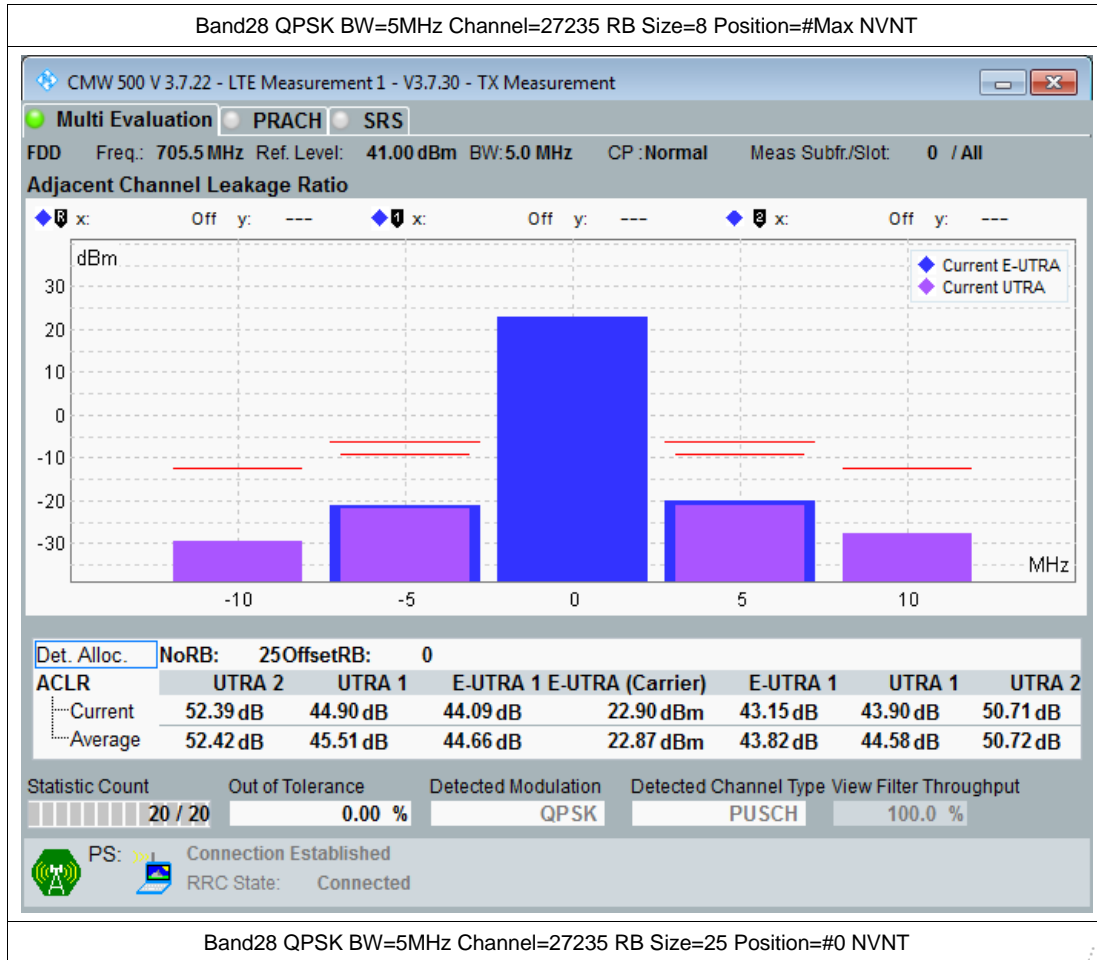 Band28 QPSK BW=5MHz Channel=27235 RB Size=8 Position=#Max NVNT
CMW 500 V 3.7.22 - LTE Measurement 1 - V3.7.30 - TX Measurement
Multi Evaluation PRACH SRS
FDD Freq.: 705.5 MHz Ref. Level: 41.00 dBm BW: 5.0 MHz CP : Normal Meas Subfr./Slot: 0 / All
Adjacent Channel Leakage Ratio
R x: Off y: --- 1 x: Off y: --- 2 x: Off y: ---
dBm
Current E-UTRA
Current UTRA
30
20
10
0
-10
-20
-30
MHz
-10 -5 0 5 10
Det. Alloc. NoRB: 25 OffsetRB: 0
ACLR UTRA 2 UTRA 1 E-UTRA 1 E-UTRA (Carrier) E-UTRA 1 UTRA 1 UTRA 2
Current 52.39 dB 44.90 dB 44.09 dB 22.90 dBm 43.15 dB 43.90 dB 50.71 dB
Average 52.42 dB 45.51 dB 44.66 dB 22.87 dBm 43.82 dB 44.58 dB 50.72 dB
Statistic Count Out of Tolerance Detected Modulation Detected Channel Type View Filter Throughput
20 / 20 0.00 % QPSK PUSCH 100.0 %
PS: Connection Established
RRC State: Connected
Band28 QPSK BW=5MHz Channel=27235 RB Size=25 Position=#0 NVNT